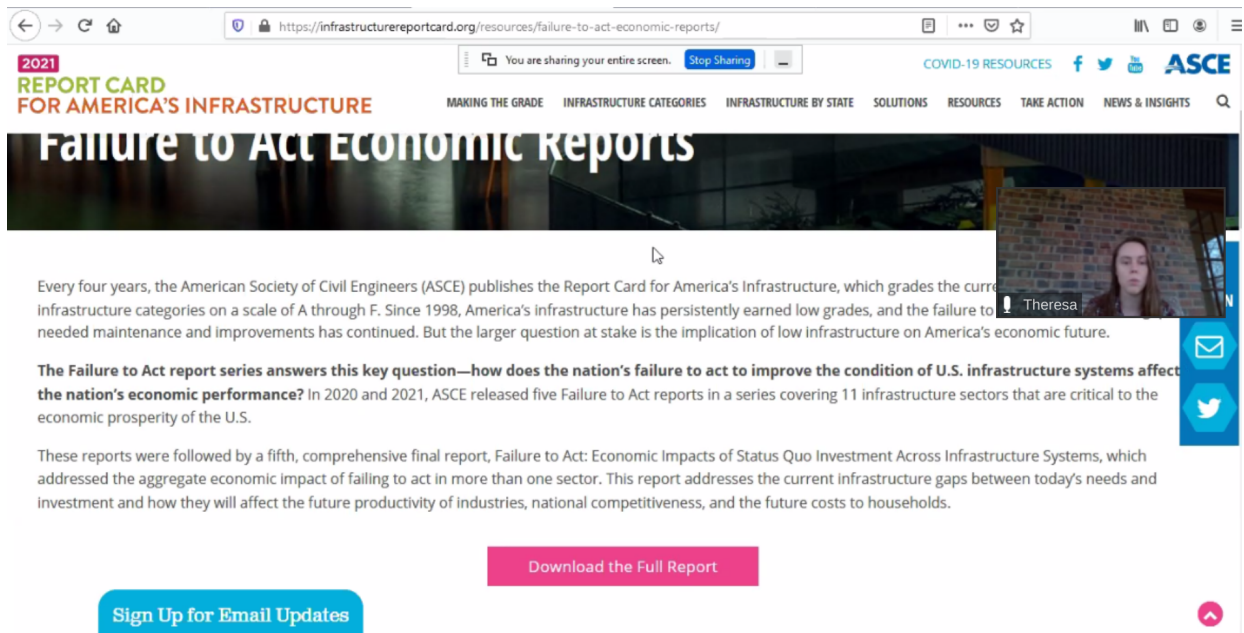 https://infrastructurereportcard.org/resources/failure-to-act-economic-reports/
You are sharing your entire screen. Stop Sharing
2021
REPORT CARD
FOR AMERICA'S INFRASTRUCTURE
COVID-19 RESOURCES
You Tube
ASCE
MAKING THE GRADE INFRASTRUCTURE CATEGORIES INFRASTRUCTURE BY STATE SOLUTIONS RESOURCES TAKE ACTION NEWS & INSIGHTS
Failure to Act Economic Reports
Every four years, the American Society of Civil Engineers (ASCE) publishes the Report Card for America's Infrastructure, which grades the curre
infrastructure categories on a scale of A through F. Since 1998, America's infrastructure has persistently earned low grades, and the failure to
needed maintenance and improvements has continued. But the larger question at stake is the implication of low infrastructure on America's economic future.
Theresa
N
The Failure to Act report series answers this key question—how does the nation's failure to act to improve the condition of U.S. infrastructure systems affect
the nation's economic performance? In 2020 and 2021, ASCE released five Failure to Act reports in a series covering 11 infrastructure sectors that are critical to the
economic prosperity of the U.S.
These reports were followed by a fifth, comprehensive final report, Failure to Act: Economic Impacts of Status Quo Investment Across Infrastructure Systems, which
addressed the aggregate economic impact of failing to act in more than one sector. This report addresses the current infrastructure gaps between today's needs and
investment and how they will affect the future productivity of industries, national competitiveness, and the future costs to households.
Download the Full Report
Sign Up for Email Updates